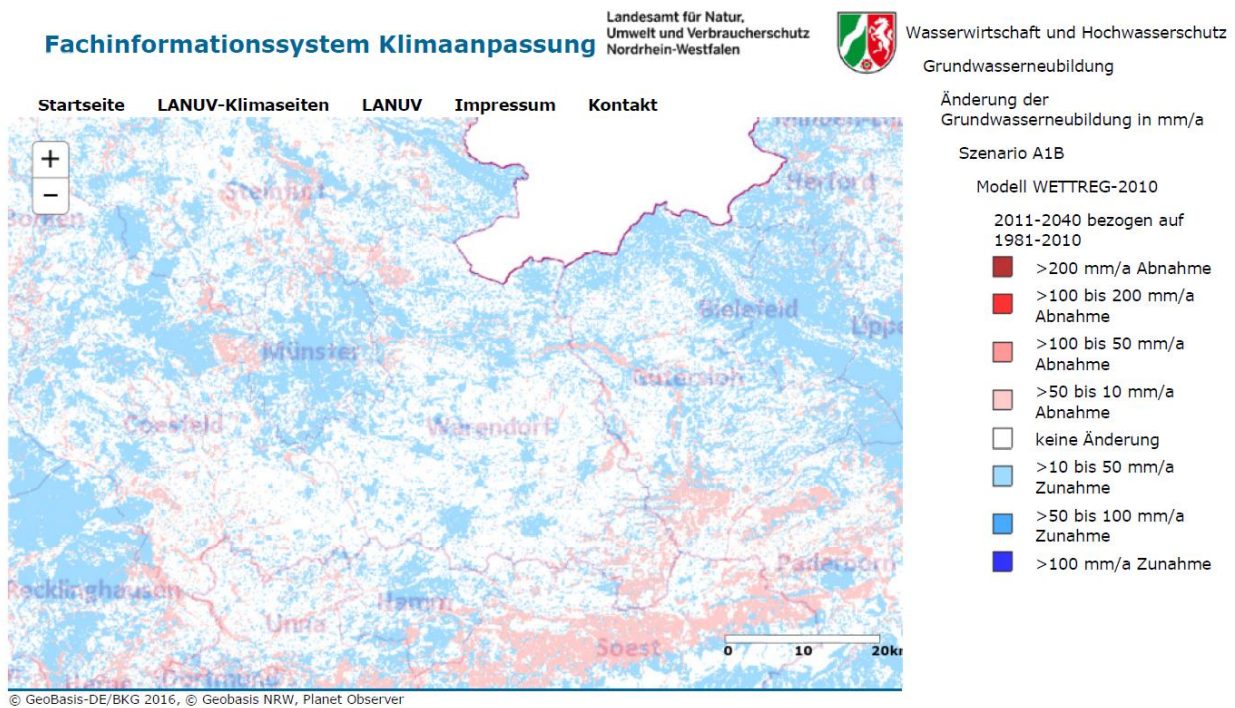 Fachinformationssystem Klimaanpassung
Landesamt für Natur,
Umwelt und Verbraucherschutz
Nordrhein-Westfalen
Startseite LANUV-Klimaseiten LANUV Impressum Kontakt
+
−
Steinfurt
Herford
Borken
Bielefeld
Lippe
Münster
Gütersloh
Coesfeld
Warendorf
Paderborn
Recklinghausen
Hamm
Unna
Soest
0 10 20km
Herne
Dortmund
© GeoBasis-DE/BKG 2016, © Geobasis NRW, Planet Observer
Wasserwirtschaft und Hochwasserschutz
Grundwasserneubildung
Änderung der
Grundwasserneubildung in mm/a
Szenario A1B
Modell WETTREG-2010
2011-2040 bezogen auf
1981-2010
>200 mm/a Abnahme
>100 bis 200 mm/a
Abnahme
>100 bis 50 mm/a
Abnahme
>50 bis 10 mm/a
Abnahme
keine Änderung
>10 bis 50 mm/a
Zunahme
>50 bis 100 mm/a
Zunahme
>100 mm/a Zunahme